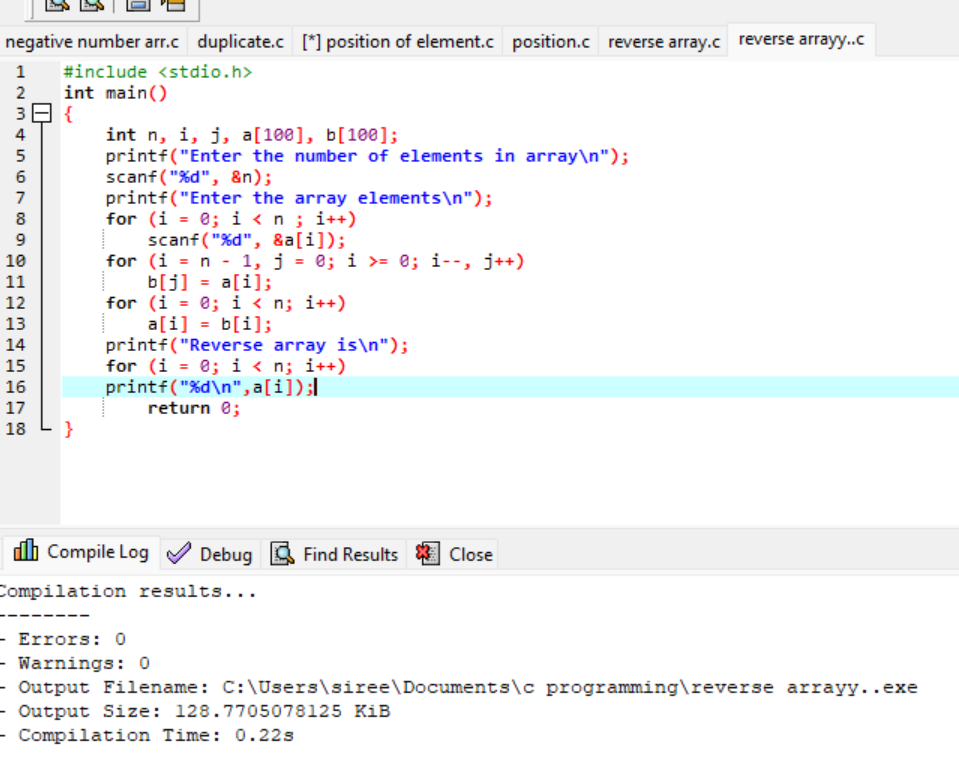 negative number arr.c duplicate.c [*] position of element.c position.c reverse array.c reverse arrayy..c
1 #include <stdio.h>
2 int main()
3 {
4 int n, i, j, a[100], b[100];
5 printf("Enter the number of elements in array\n");
6 scanf("%d", &n);
7 printf("Enter the array elements\n");
8 for (i = 0; i < n ; i++)
9 scanf("%d", &a[i]);
10 for (i = n - 1, j = 0; i >= 0; i--, j++)
11 b[j] = a[i];
12 for (i = 0; i < n; i++)
13 a[i] = b[i];
14 printf("Reverse array is\n");
15 for (i = 0; i < n; i++)
16 printf("%d\n",a[i]);
17 return 0;
18 }
Compile Log Debug Find Results Close
Compilation results...
--------
- Errors: 0
- Warnings: 0
- Output Filename: C:\Users\siree\Documents\c programming\reverse arrayy..exe
- Output Size: 128.7705078125 KiB
- Compilation Time: 0.22s